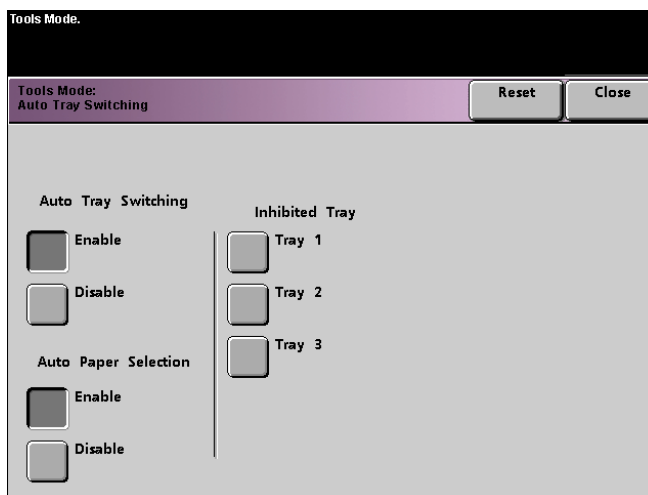 Tools Mode.
Tools Mode:
Auto Tray Switching
Reset
Close
Auto Tray Switching
Enable
Disable
Auto Paper Selection
Enable
Disable
Inhibited Tray
Tray 1
Tray 2
Tray 3